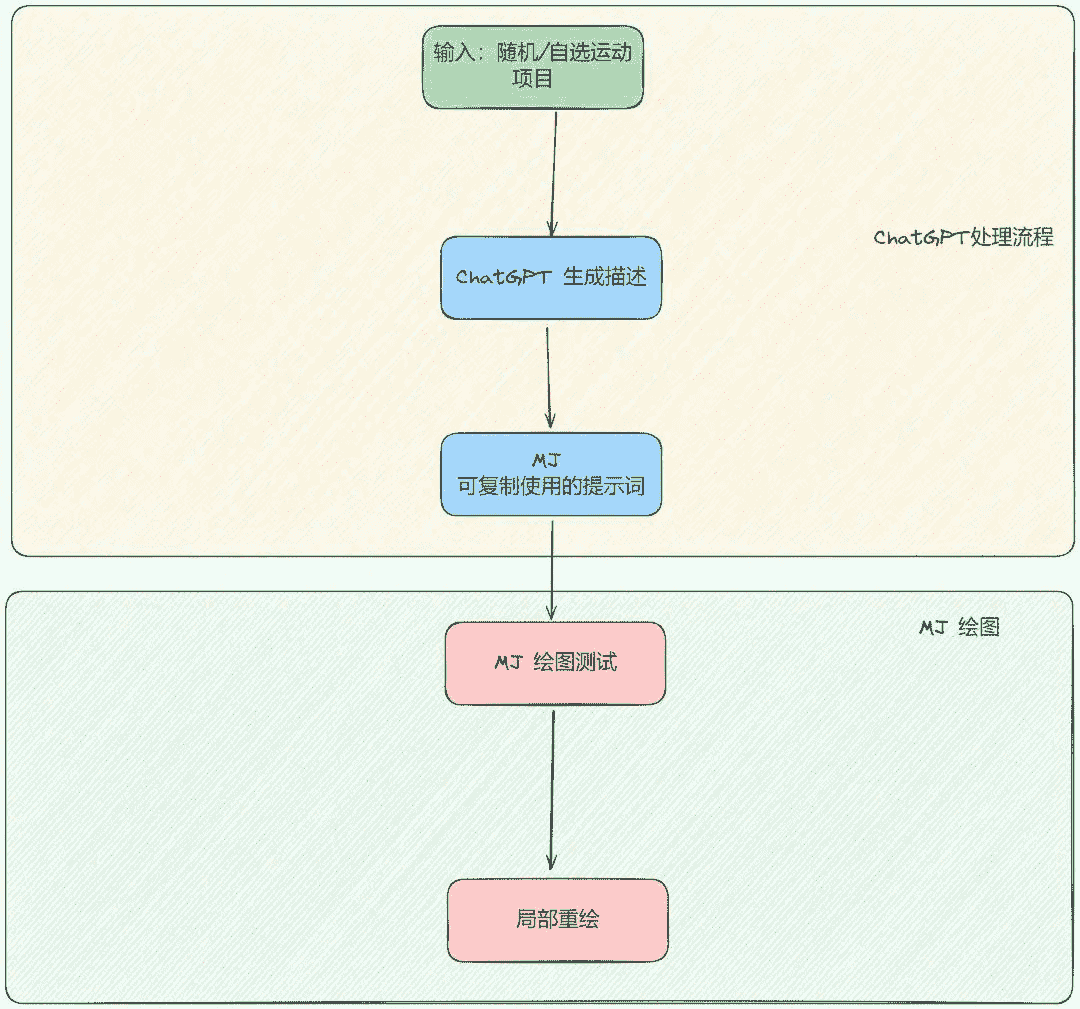 输入：随机/自选运动
项目
ChatGPT处理流程
ChatGPT 生成描述
MJ
可复制使用的提示词
MJ 绘图
MJ 绘图测试
局部重绘